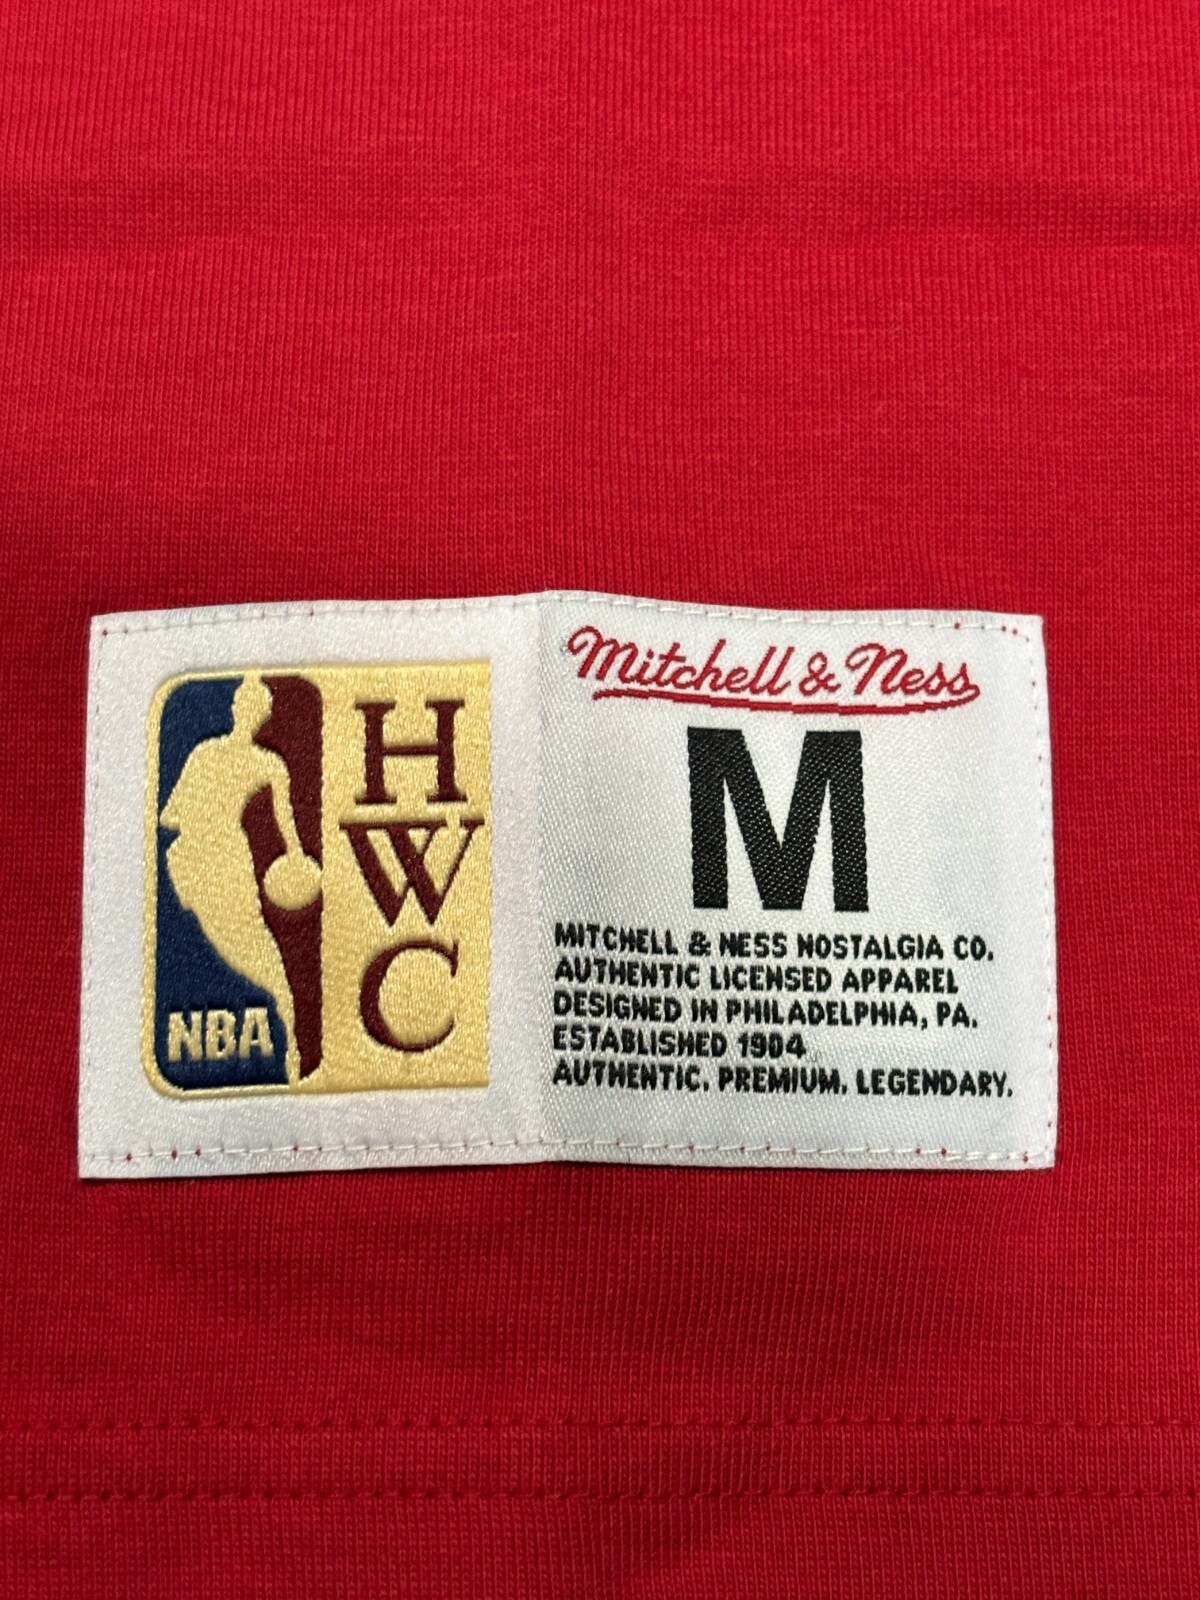 NBA
H
W
C
Mitchell & Ness
M
MITCHELL & NESS NOSTALGIA CO.
AUTHENTIC LICENSED APPAREL
DESIGNED IN PHILADELPHIA, PA.
ESTABLISHED 1904
AUTHENTIC. PREMIUM. LEGENDARY.